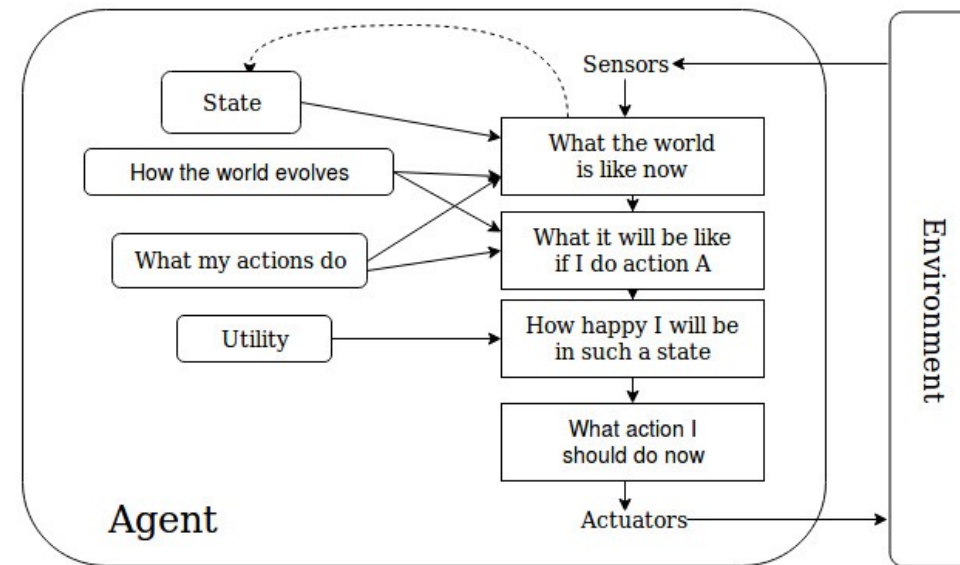 Sensors
State
What the world
is like now
How the world evolves
What it will be like
if I do action A
What my actions do
How happy I will be
in such a state
Utility
What action I
should do now
Agent
Actuators
Environment